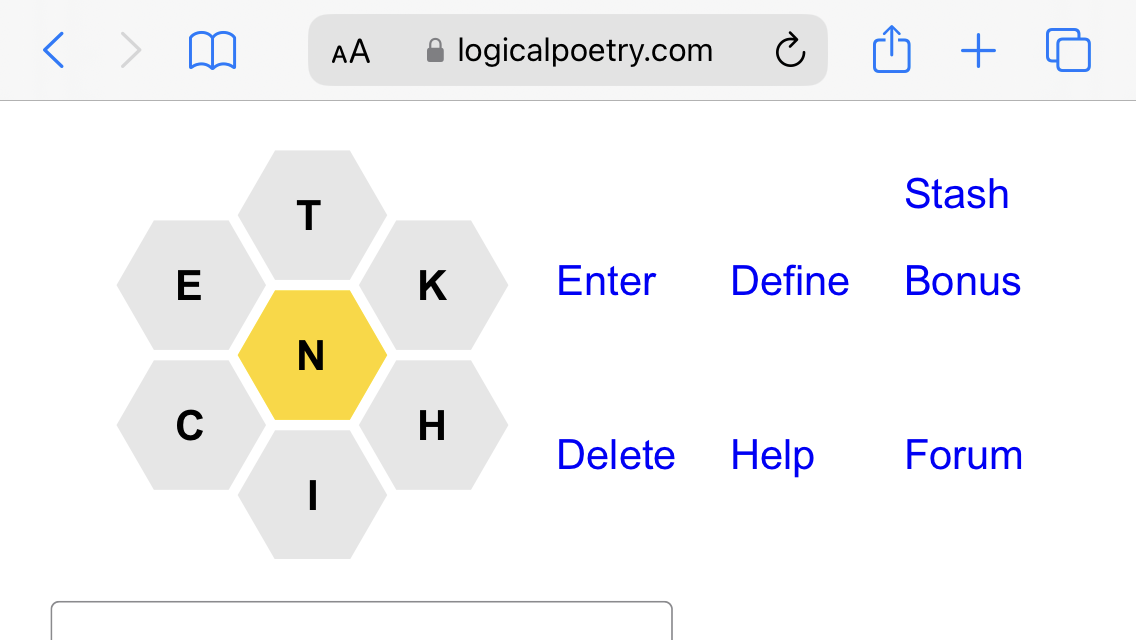 AA logicalpoetry.com
T
E
K
N
C
H
I
Stash
Enter Define Bonus
Delete Help Forum